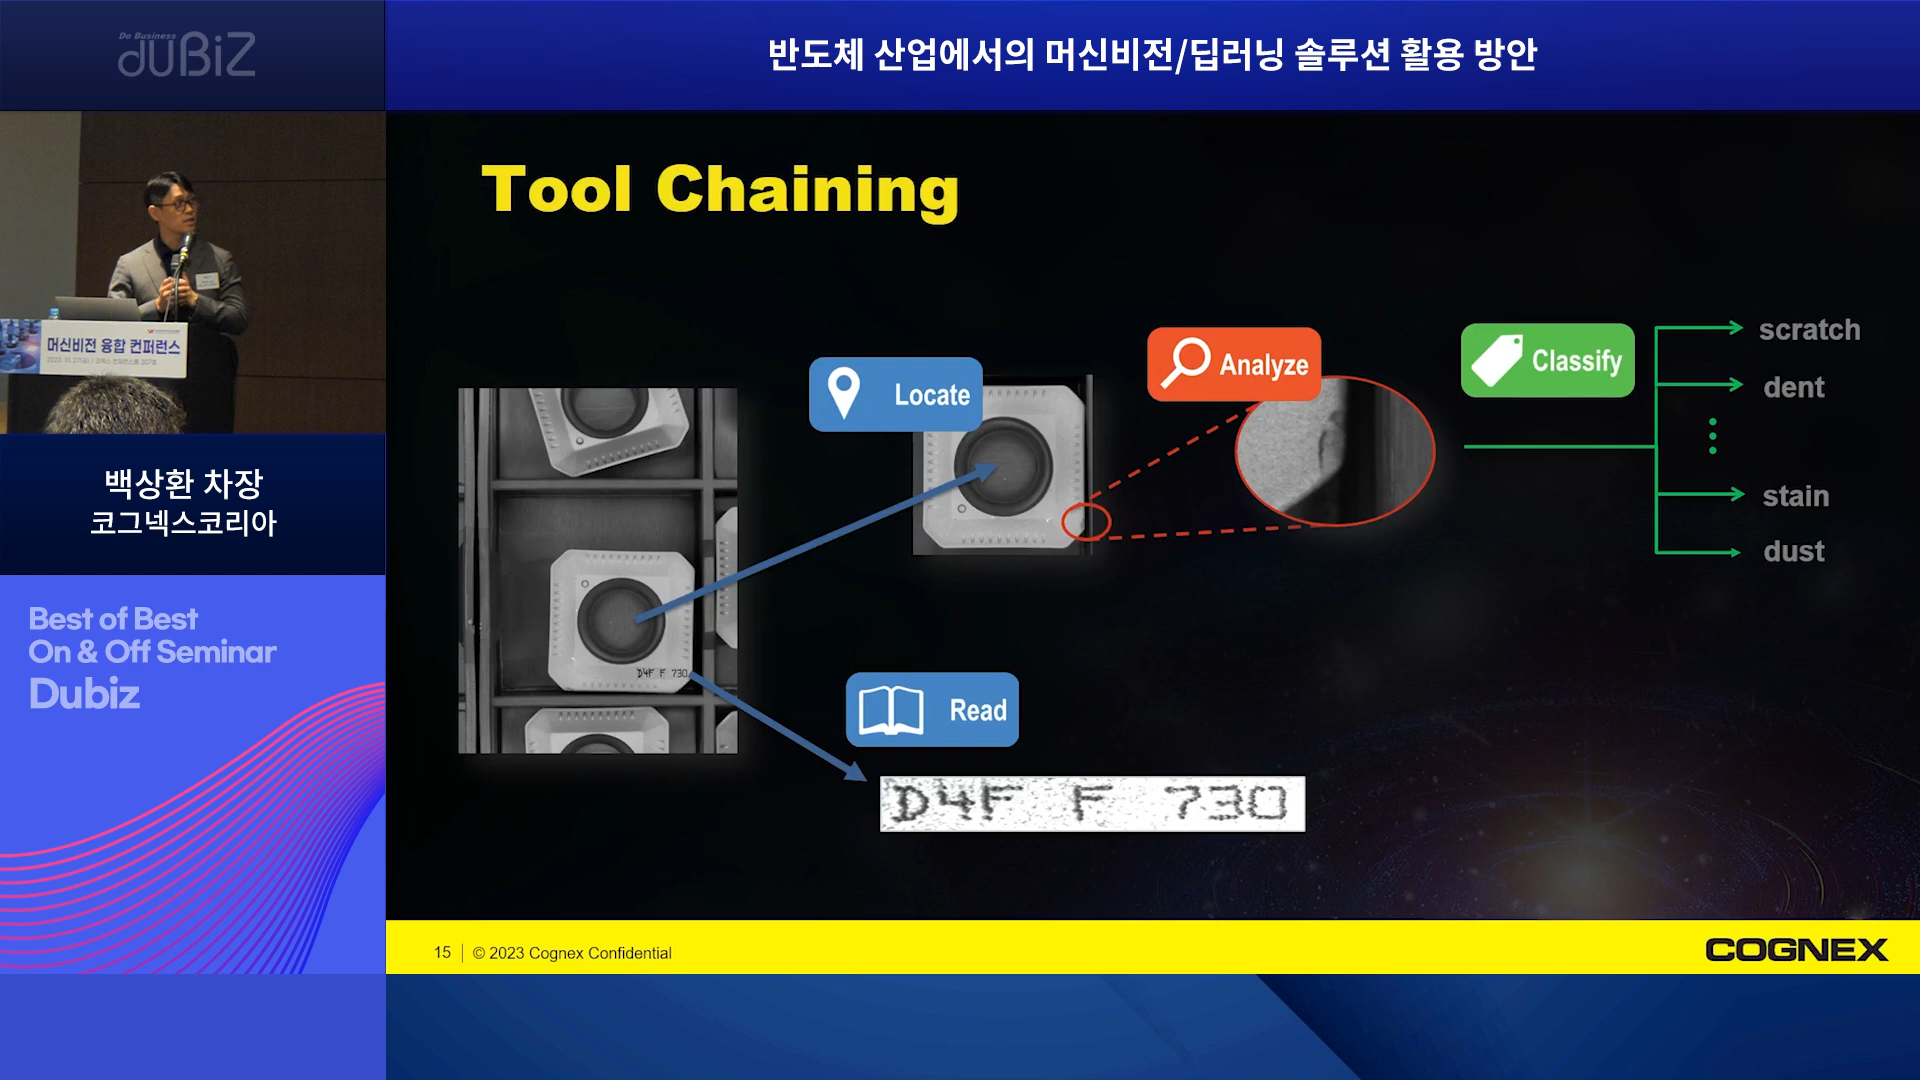 Do Business
duBiZ
반도체 산업에서의 머신비전/딥러닝 솔루션 활용 방안
머신비전 융합 컨퍼런스
백상환 차장
코그넥스코리아
Best of Best
On & Off Seminar
Dubiz
Tool Chaining
Locate
Analyze
Classify
scratch
dent
stain
dust
D4F F 730
Read
D4F F 730
15 | © 2023 Cognex Confidential
COGNEX